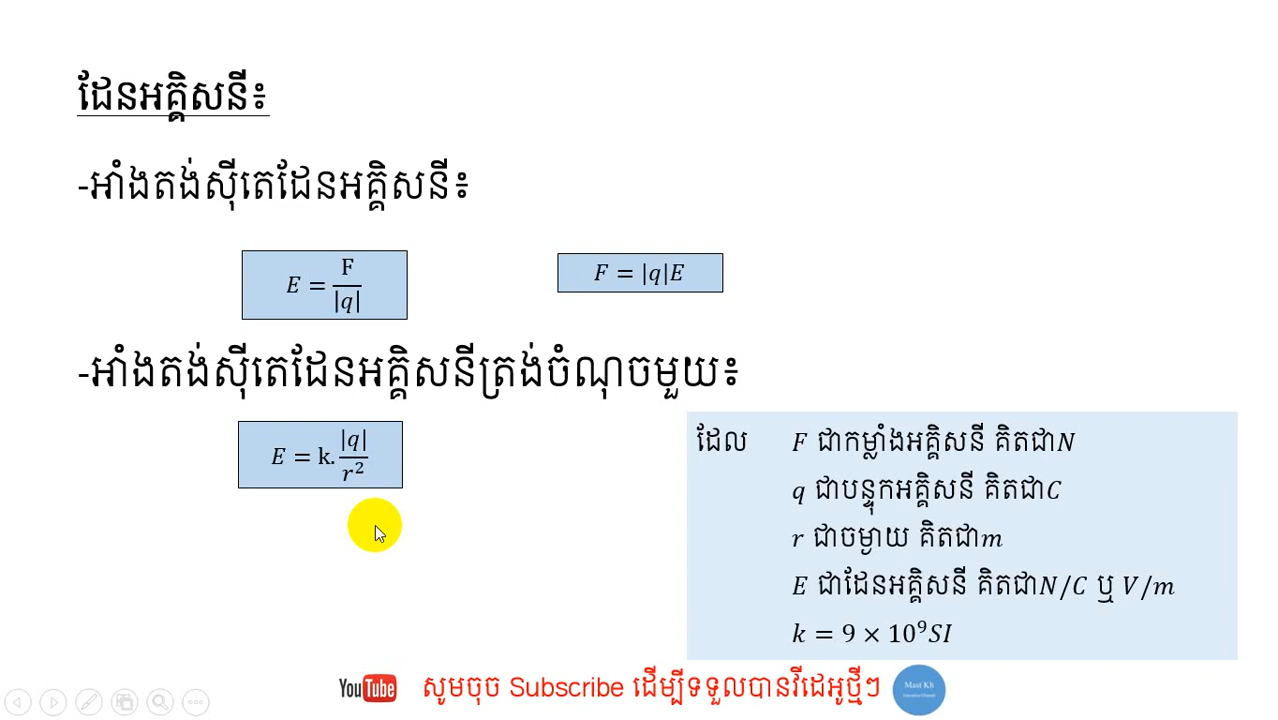 ដែនអគ្គិសនី៖
-អាំងតង់ស៊ីតេដែនអគ្គិសនី៖
E = F/|q|
F = |q|E
-អាំងតង់ស៊ីតេដែនអគ្គិសនីត្រង់ចំណុចមួយ៖
E = k. |q|/r²
ដែល F ជាកម្លាំងអគ្គិសនី គិតជាN
q ជាបន្ទុកអគ្គិសនី គិតជាC
r ជាចម្ងាយ គិតជាm
E ជាដែនអគ្គិសនី គិតជាN/C ឬ V/m
k = 9 × 10⁹SI
YouTube សូមចុច Subscribe ដើម្បីទទួលបានវីដេអូថ្មីៗ
Mast Kh